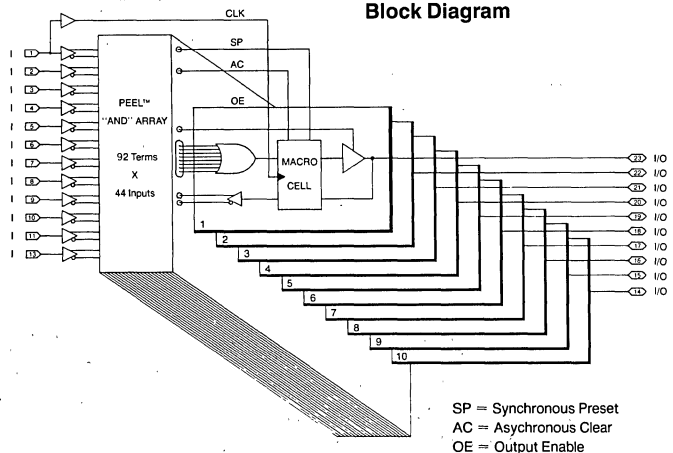 Block Diagram
CLK
SP
AC
OE
PEEL™
"AND" ARRAY
92 Terms
X
44 Inputs
MACRO
CELL
I 1
I 2
I 3
I 4
I 5
I 6
I 7
I 8
I 9
I 10
I 11
I 13
23 I/O
22 I/O
21 I/O
20 I/O
19 I/O
18 I/O
17 I/O
16 I/O
15 I/O
14 I/O
1
2
3
4
5
6
7
8
9
10
SP = Synchronous Preset
AC = Asychronous Clear
OE = Output Enable